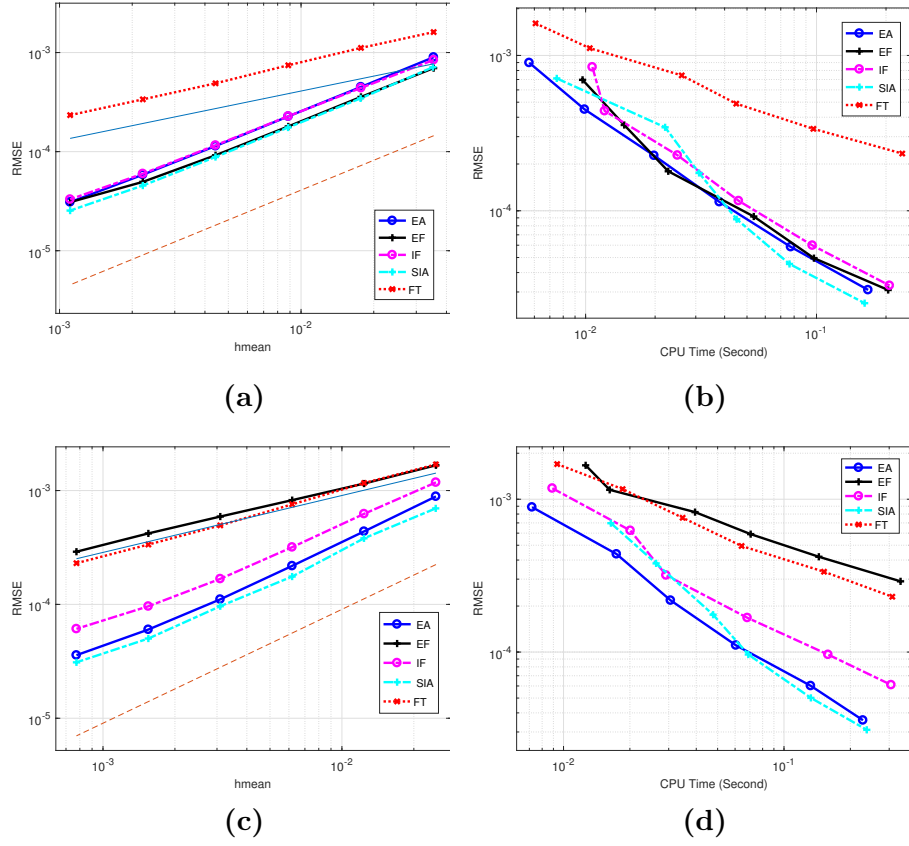 10^-3
10^-4
10^-5
RMSE
EA
EF
IF
SIA
FT
10^-3
10^-2
hmean
(a)
10^-3
10^-4
RMSE
EA
EF
IF
SIA
FT
10^-2
10^-1
CPU Time (Second)
(b)
10^-3
10^-4
10^-5
RMSE
EA
EF
IF
SIA
FT
10^-3
10^-2
hmean
(c)
10^-3
10^-4
RMSE
EA
EF
IF
SIA
FT
10^-2
10^-1
CPU Time (Second)
(d)